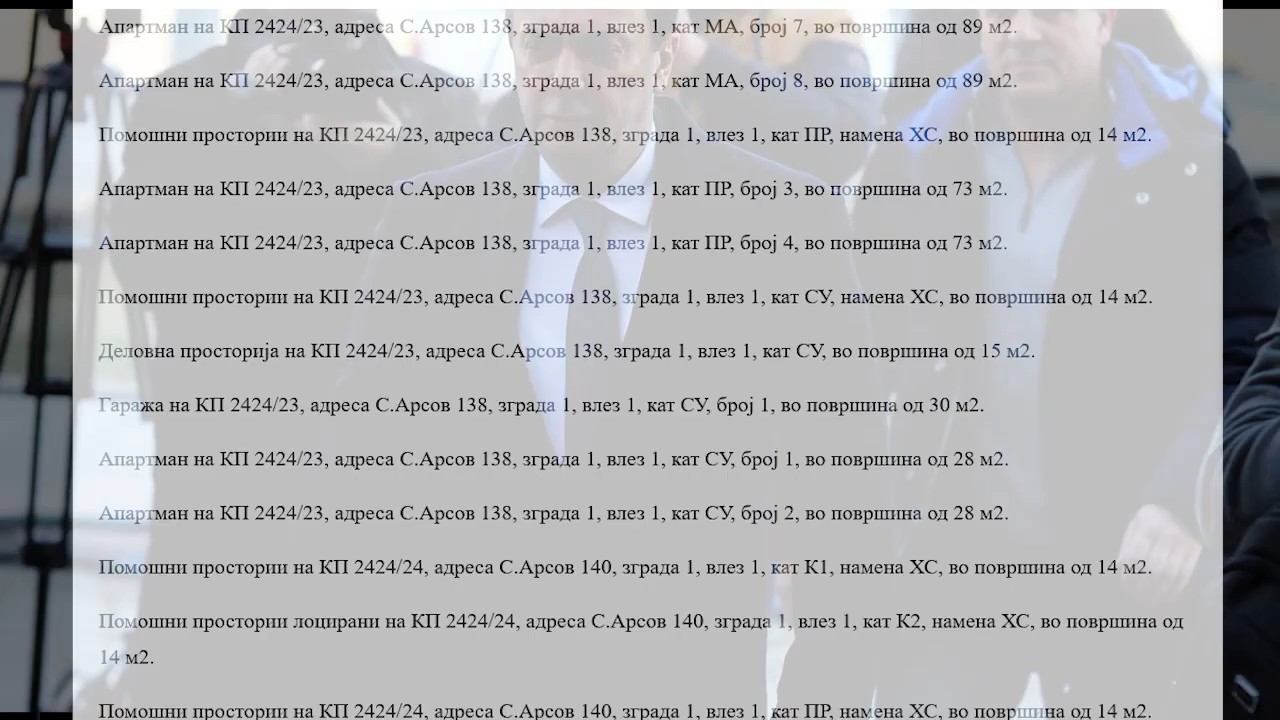 Апартман на КП 2424/23, адреса С.Арсов 138, зграда 1, влез 1, кат МА, број 7, во површина од 89 м2.
Апартман на КП 2424/23, адреса С.Арсов 138, зграда 1, влез 1, кат МА, број 8, во површина од 89 м2.
Помошни простории на КП 2424/23, адреса С.Арсов 138, зграда 1, влез 1, кат ПР, намена ХС, во површина од 14 м2.
Апартман на КП 2424/23, адреса С.Арсов 138, зграда 1, влез 1, кат ПР, број 3, во површина од 73 м2.
Апартман на КП 2424/23, адреса С.Арсов 138, зграда 1, влез 1, кат ПР, број 4, во површина од 73 м2.
Помошни простории на КП 2424/23, адреса С.Арсов 138, зграда 1, влез 1, кат СУ, намена ХС, во површина од 14 м2.
Деловна просторија на КП 2424/23, адреса С.Арсов 138, зграда 1, влез 1, кат СУ, во површина од 15 м2.
Гаража на КП 2424/23, адреса С.Арсов 138, зграда 1, влез 1, кат СУ, број 1, во површина од 30 м2.
Апартман на КП 2424/23, адреса С.Арсов 138, зграда 1, влез 1, кат СУ, број 1, во површина од 28 м2.
Апартман на КП 2424/23, адреса С.Арсов 138, зграда 1, влез 1, кат СУ, број 2, во површина од 28 м2.
Помошни простории на КП 2424/24, адреса С.Арсов 140, зграда 1, влез 1, кат К1, намена ХС, во површина од 14 м2.
Помошни простории лоцирани на КП 2424/24, адреса С.Арсов 140, зграда 1, влез 1, кат К2, намена ХС, во површина од
14 м2.
Помошни простории на КП 2424/24, адреса С.Арсов 140, зграда 1, влез 1, кат ПР, намена ХС, во површина од 14 м2.